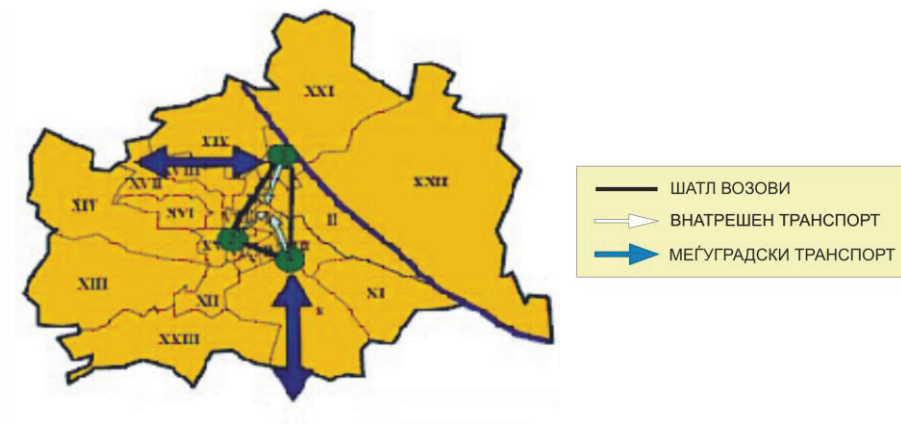 XXI
XIX
XXII
XVIII
XVII
XIV
XVI
II
XIII
XI
XII
XXIII
ШАТЛ ВОЗОВИ
ВНАТРЕШЕН ТРАНСПОРТ
МЕЃУГРАДСКИ ТРАНСПОРТ